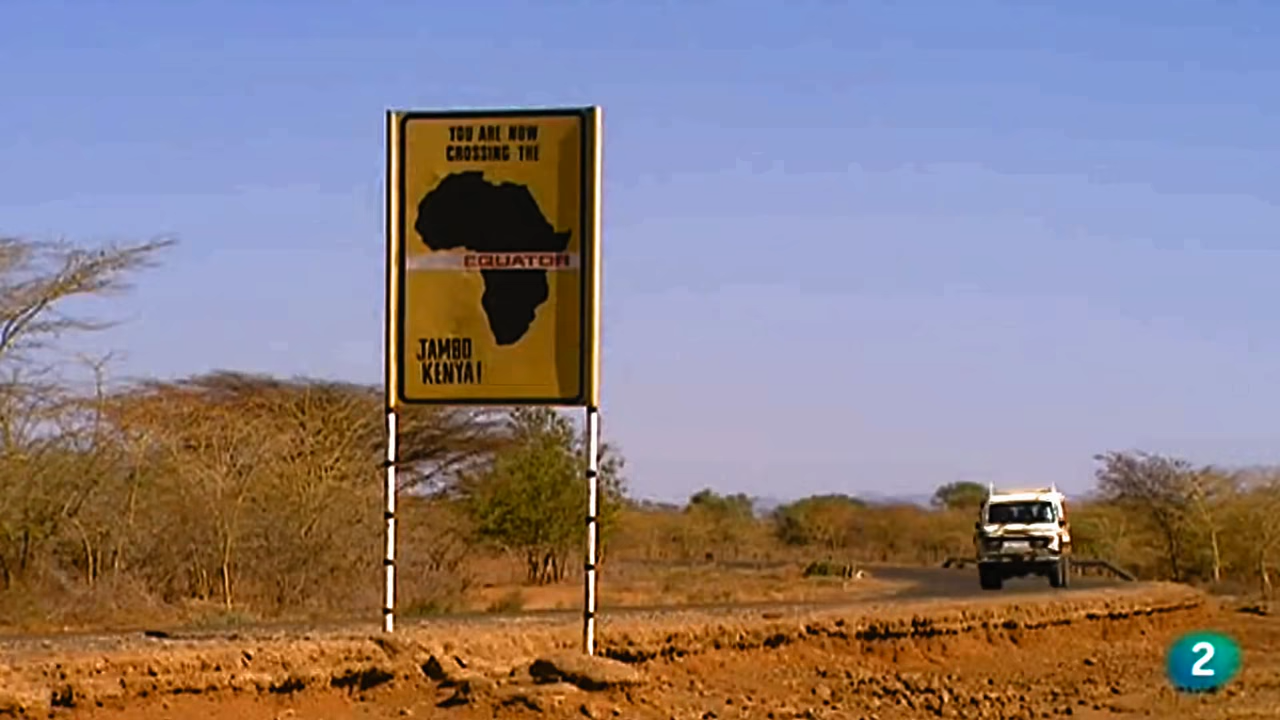 YOU ARE NOW
CROSSING THE
EQUATOR
JAMBO
KENYA!
2